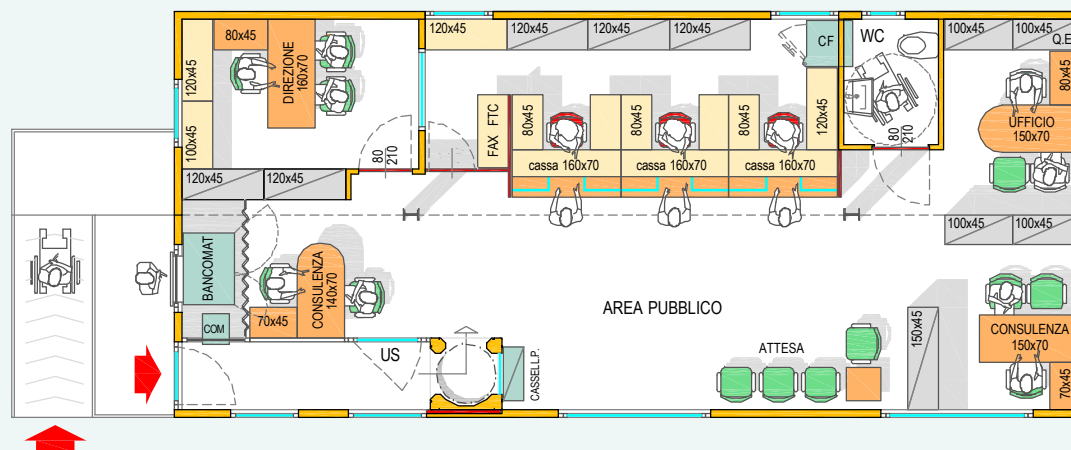 80x45
120x45
100x45
DIREZIONE
160x70
120x45
120x45
80
210
120x45
120x45
120x45
120x45
FAX FTC
80x45
80x45
80x45
120x45
cassa 160x70
cassa 160x70
cassa 160x70
CF
WC
80
210
100x45
100x45
Q.E
80x45
UFFICIO
150x70
100x45
100x45
BANCOMAT
COM
CONSULENZA
140x70
70x45
US
CASSELL.P.
AREA PUBBLICO
ATTESA
150x45
CONSULENZA
150x70
70x45